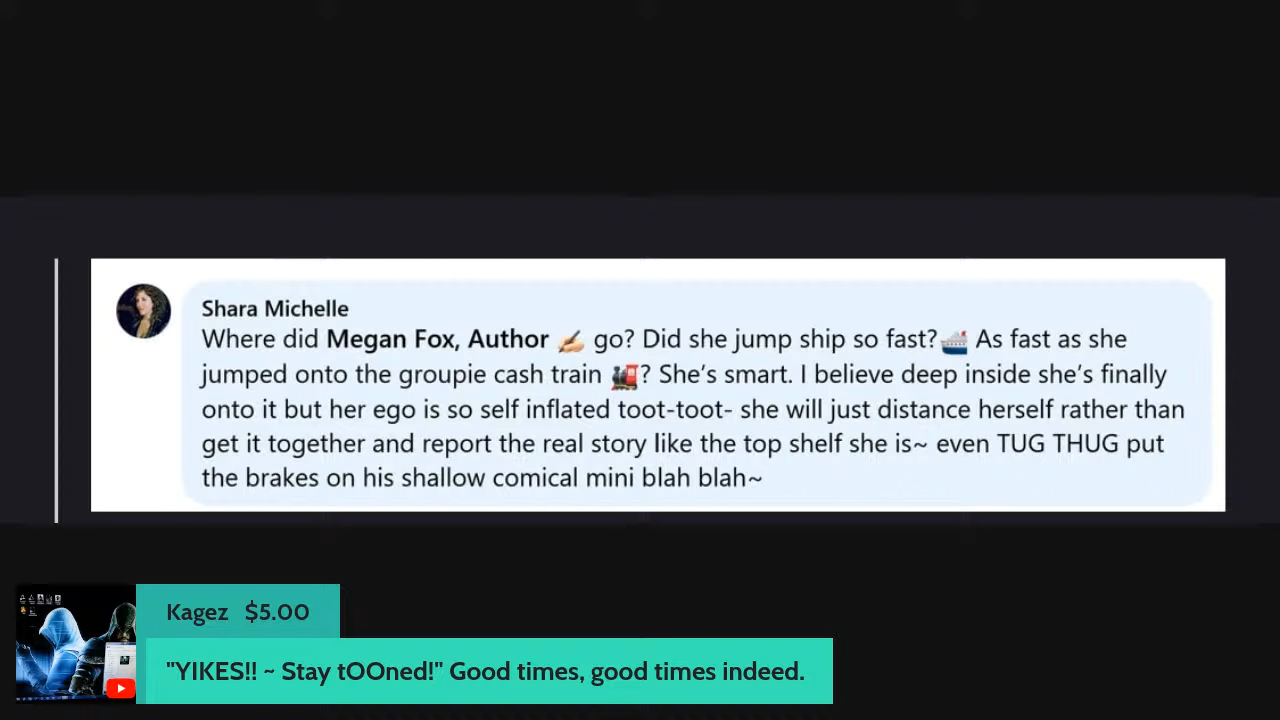 Shara Michelle
Where did Megan Fox, Author ✍🏻 go? Did she jump ship so fast?🚢 As fast as she
jumped onto the groupie cash train 🚂? She's smart. I believe deep inside she's finally
onto it but her ego is so self inflated toot-toot- she will just distance herself rather than
get it together and report the real story like the top shelf she is~ even TUG THUG put
the brakes on his shallow comical mini blah blah~
Kagez $5.00
"YIKES!! ~ Stay tOOned!" Good times, good times indeed.